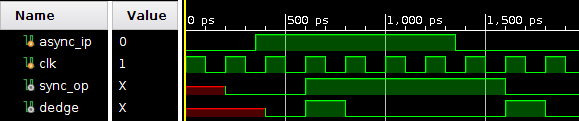 Name Value 0 ps 500 ps 1,000 ps 1,500 ps
async_ip 0
clk 1
sync_op X
dedge X